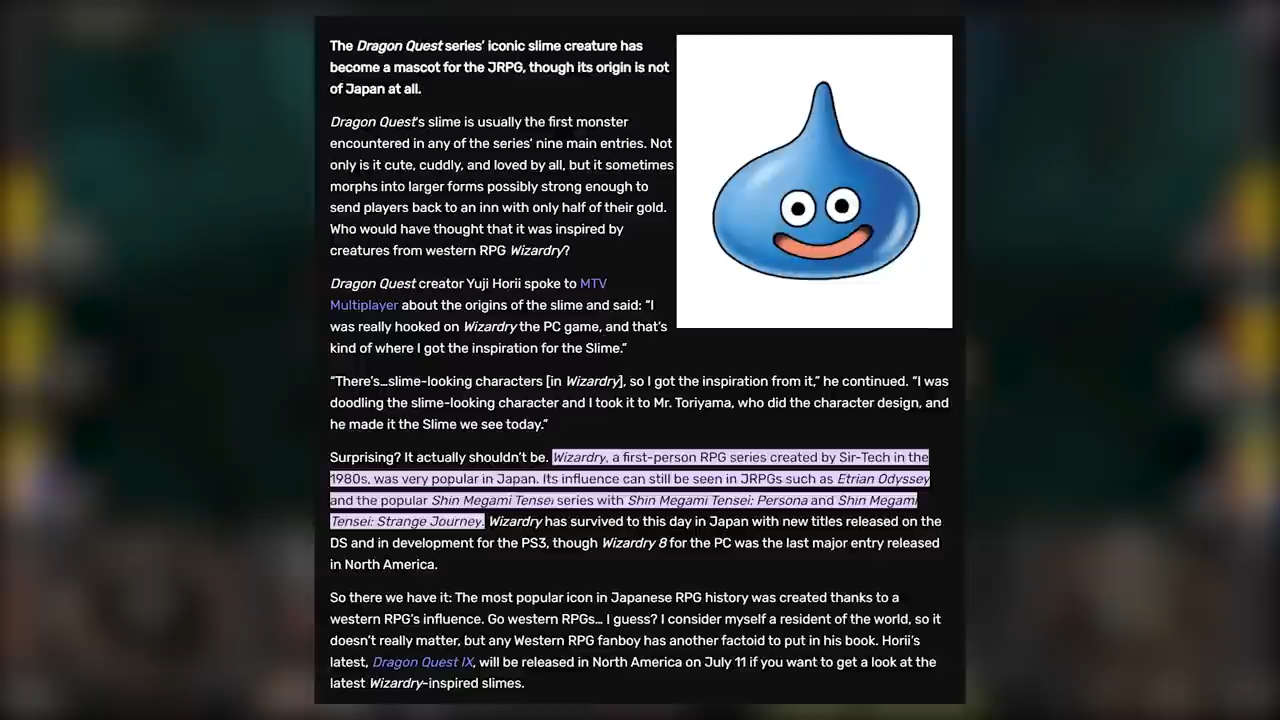 The Dragon Quest series’ iconic slime creature has
become a mascot for the JRPG, though its origin is not
of Japan at all.
Dragon Quest’s slime is usually the first monster
encountered in any of the series’ nine main entries. Not
only is it cute, cuddly, and loved by all, but it sometimes
morphs into larger forms possibly strong enough to
send players back to an inn with only half of their gold.
Who would have thought that it was inspired by
creatures from western RPG Wizardry?
Dragon Quest creator Yuji Horii spoke to MTV
Multiplayer about the origins of the slime and said: “I
was really hooked on Wizardry the PC game, and that’s
kind of where I got the inspiration for the Slime.”
“There’s…slime-looking characters [in Wizardry], so I got the inspiration from it,” he continued. “I was
doodling the slime-looking character and I took it to Mr. Toriyama, who did the character design, and
he made it the Slime we see today.”
Surprising? It actually shouldn’t be. Wizardry, a first-person RPG series created by Sir-Tech in the
1980s, was very popular in Japan. Its influence can still be seen in JRPGs such as Etrian Odyssey
and the popular Shin Megami Tensei series with Shin Megami Tensei: Persona and Shin Megami
Tensei: Strange Journey. Wizardry has survived to this day in Japan with new titles released on the
DS and in development for the PS3, though Wizardry 8 for the PC was the last major entry released
in North America.
So there we have it: The most popular icon in Japanese RPG history was created thanks to a
western RPG’s influence. Go western RPGs… I guess? I consider myself a resident of the world, so it
doesn’t really matter, but any Western RPG fanboy has another factoid to put in his book. Horii’s
latest, Dragon Quest IX, will be released in North America on July 11 if you want to get a look at the
latest Wizardry-inspired slimes.